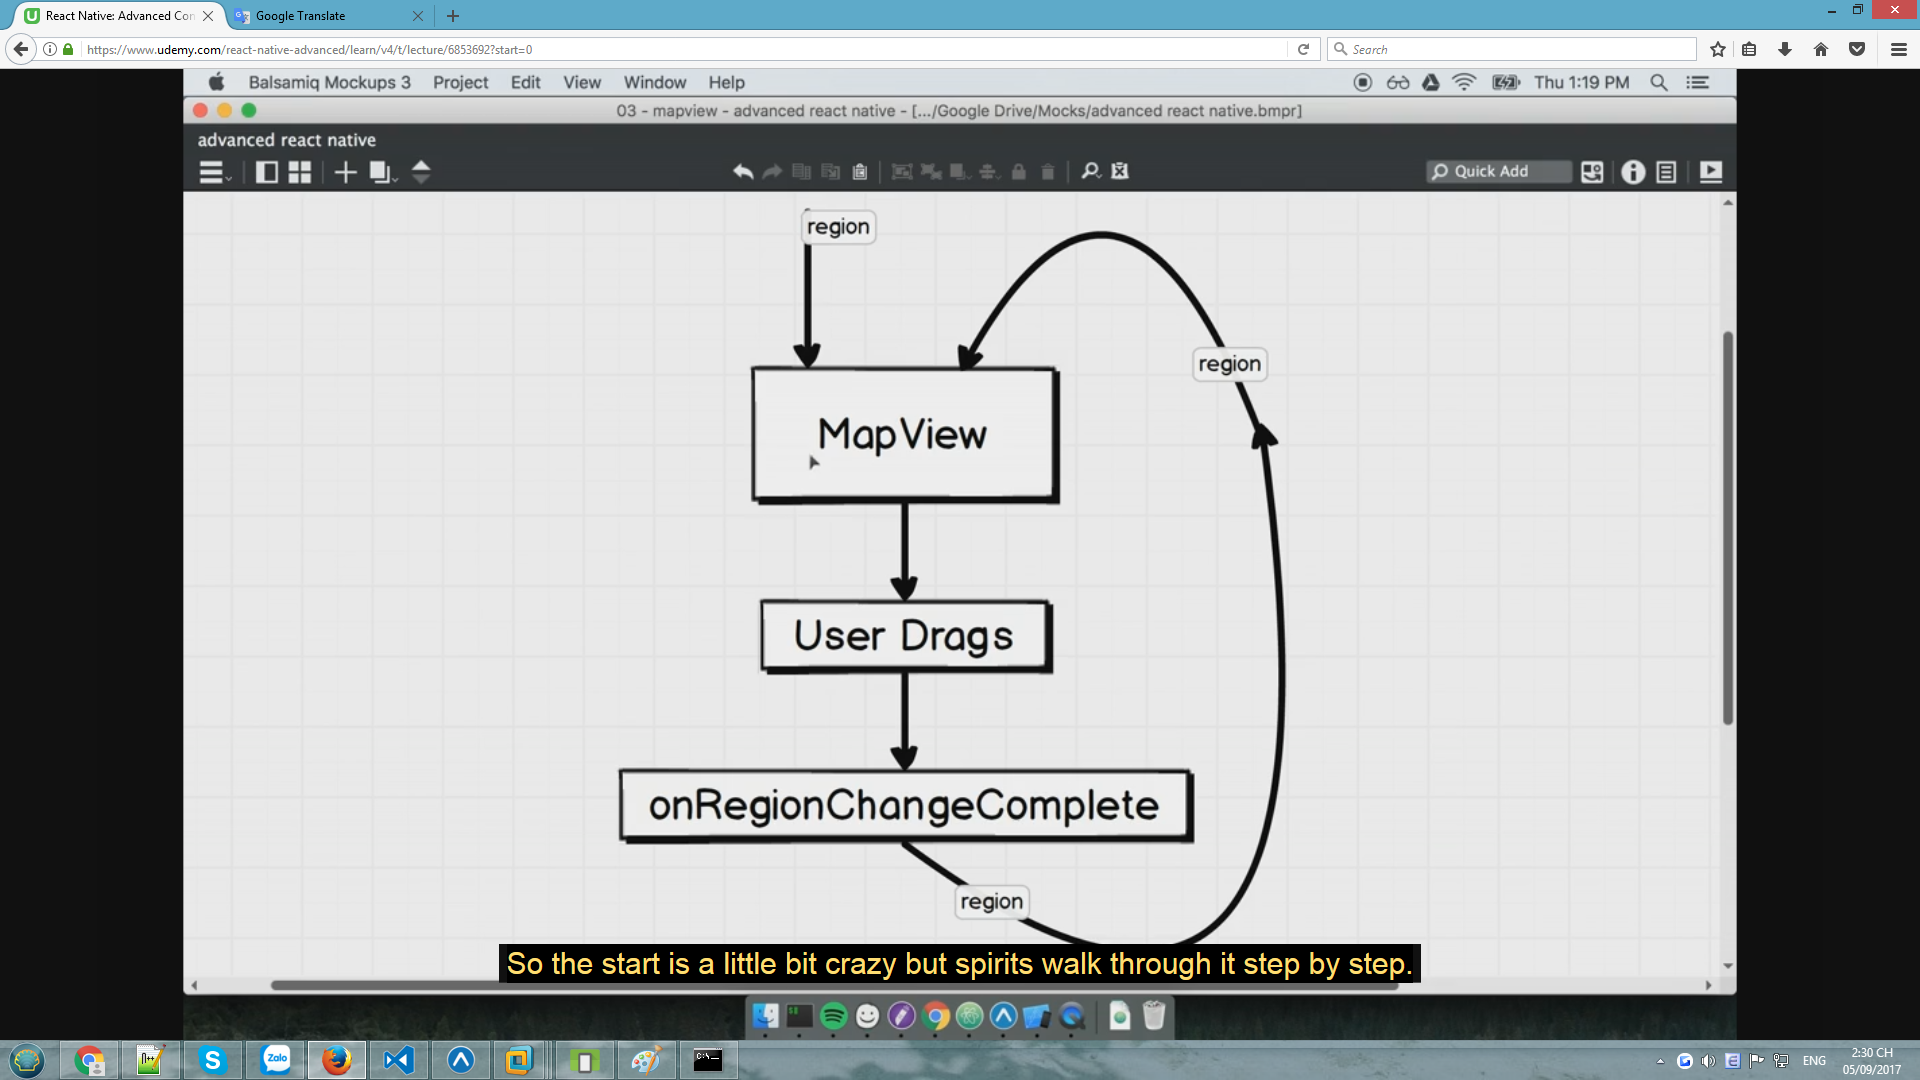 React Native: Advanced Con
Google Translate
https://www.udemy.com/react-native-advanced/learn/v4/t/lecture/6853692?start=0
Search
Balsamiq Mockups 3 Project Edit View Window Help
Thu 1:19 PM
03 - mapview - advanced react native - [.../Google Drive/Mocks/advanced react native.bmpr]
advanced react native
Quick Add
region
region
MapView
User Drags
onRegionChangeComplete
region
So the start is a little bit crazy but spirits walk through it step by step.
Zalo
ENG
2:30 CH
05/09/2017